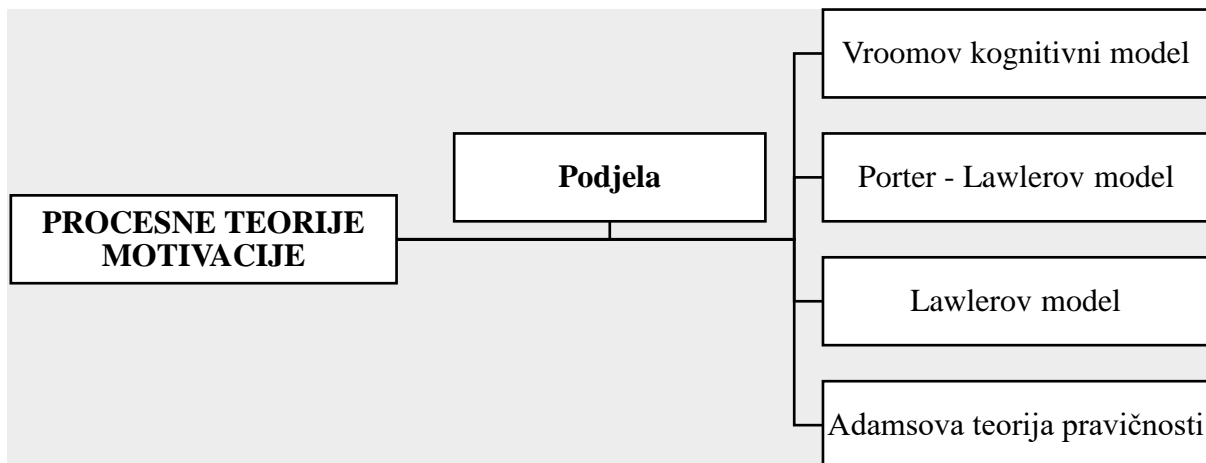 PROCESNE TEORIJE
MOTIVACIJE
Podjela
Vroomov kognitivni model
Porter - Lawlerov model
Lawlerov model
Adamsova teorija pravičnosti